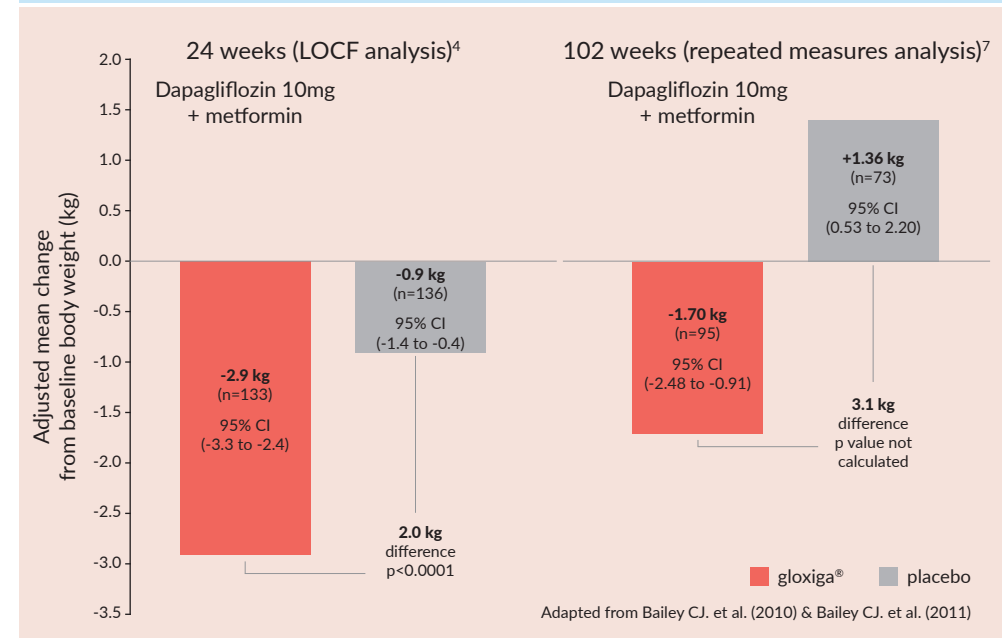 24 weeks (LOCF analysis)4
102 weeks (repeated measures analysis)7
Dapagliflozin 10mg
+ metformin
Dapagliflozin 10mg
+ metformin
Adjusted mean change
from baseline body weight (kg)
2.0
1.5
1.0
0.5
0.0
-0.5
-1.0
-1.5
-2.0
-2.5
-3.0
-3.5
-2.9 kg
(n=133)
95% CI
(-3.3 to -2.4)
-0.9 kg
(n=136)
95% CI
(-1.4 to -0.4)
2.0 kg
difference
p<0.0001
-1.70 kg
(n=95)
95% CI
(-2.48 to -0.91)
+1.36 kg
(n=73)
95% CI
(0.53 to 2.20)
3.1 kg
difference
p value not
calculated
gloxiga®
placebo
Adapted from Bailey CJ. et al. (2010) & Bailey CJ. et al. (2011)